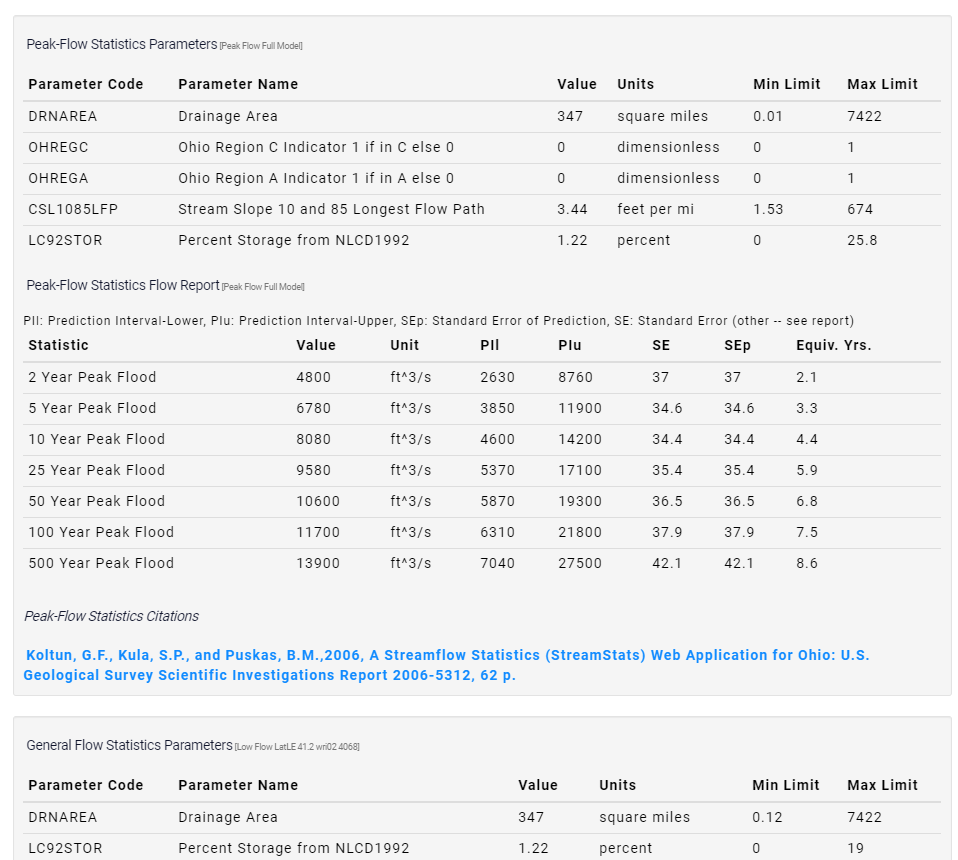 Peak-Flow Statistics Parameters [Peak Flow Full Model]
Parameter Code Parameter Name Value Units Min Limit Max Limit
DRNAREA Drainage Area 347 square miles 0.01 7422
OHREGC Ohio Region C Indicator 1 if in C else 0 0 dimensionless 0 1
OHREGA Ohio Region A Indicator 1 if in A else 0 0 dimensionless 0 1
CSL1085LFP Stream Slope 10 and 85 Longest Flow Path 3.44 feet per mi 1.53 674
LC92STOR Percent Storage from NLCD1992 1.22 percent 0 25.8
Peak-Flow Statistics Flow Report [Peak Flow Full Model]
PIl: Prediction Interval-Lower, PIu: Prediction Interval-Upper, SEp: Standard Error of Prediction, SE: Standard Error (other -- see report)
Statistic Value Unit PIl PIu SE SEp Equiv. Yrs.
2 Year Peak Flood 4800 ft^3/s 2630 8760 37 37 2.1
5 Year Peak Flood 6780 ft^3/s 3850 11900 34.6 34.6 3.3
10 Year Peak Flood 8080 ft^3/s 4600 14200 34.4 34.4 4.4
25 Year Peak Flood 9580 ft^3/s 5370 17100 35.4 35.4 5.9
50 Year Peak Flood 10600 ft^3/s 5870 19300 36.5 36.5 6.8
100 Year Peak Flood 11700 ft^3/s 6310 21800 37.9 37.9 7.5
500 Year Peak Flood 13900 ft^3/s 7040 27500 42.1 42.1 8.6
Peak-Flow Statistics Citations
Koltun, G.F., Kula, S.P., and Puskas, B.M.,2006, A Streamflow Statistics (StreamStats) Web Application for Ohio: U.S.
Geological Survey Scientific Investigations Report 2006-5312, 62 p.
General Flow Statistics Parameters [Low Flow LatLE 41.2 wri02 4068]
Parameter Code Parameter Name Value Units Min Limit Max Limit
DRNAREA Drainage Area 347 square miles 0.12 7422
LC92STOR Percent Storage from NLCD1992 1.22 percent 0 19